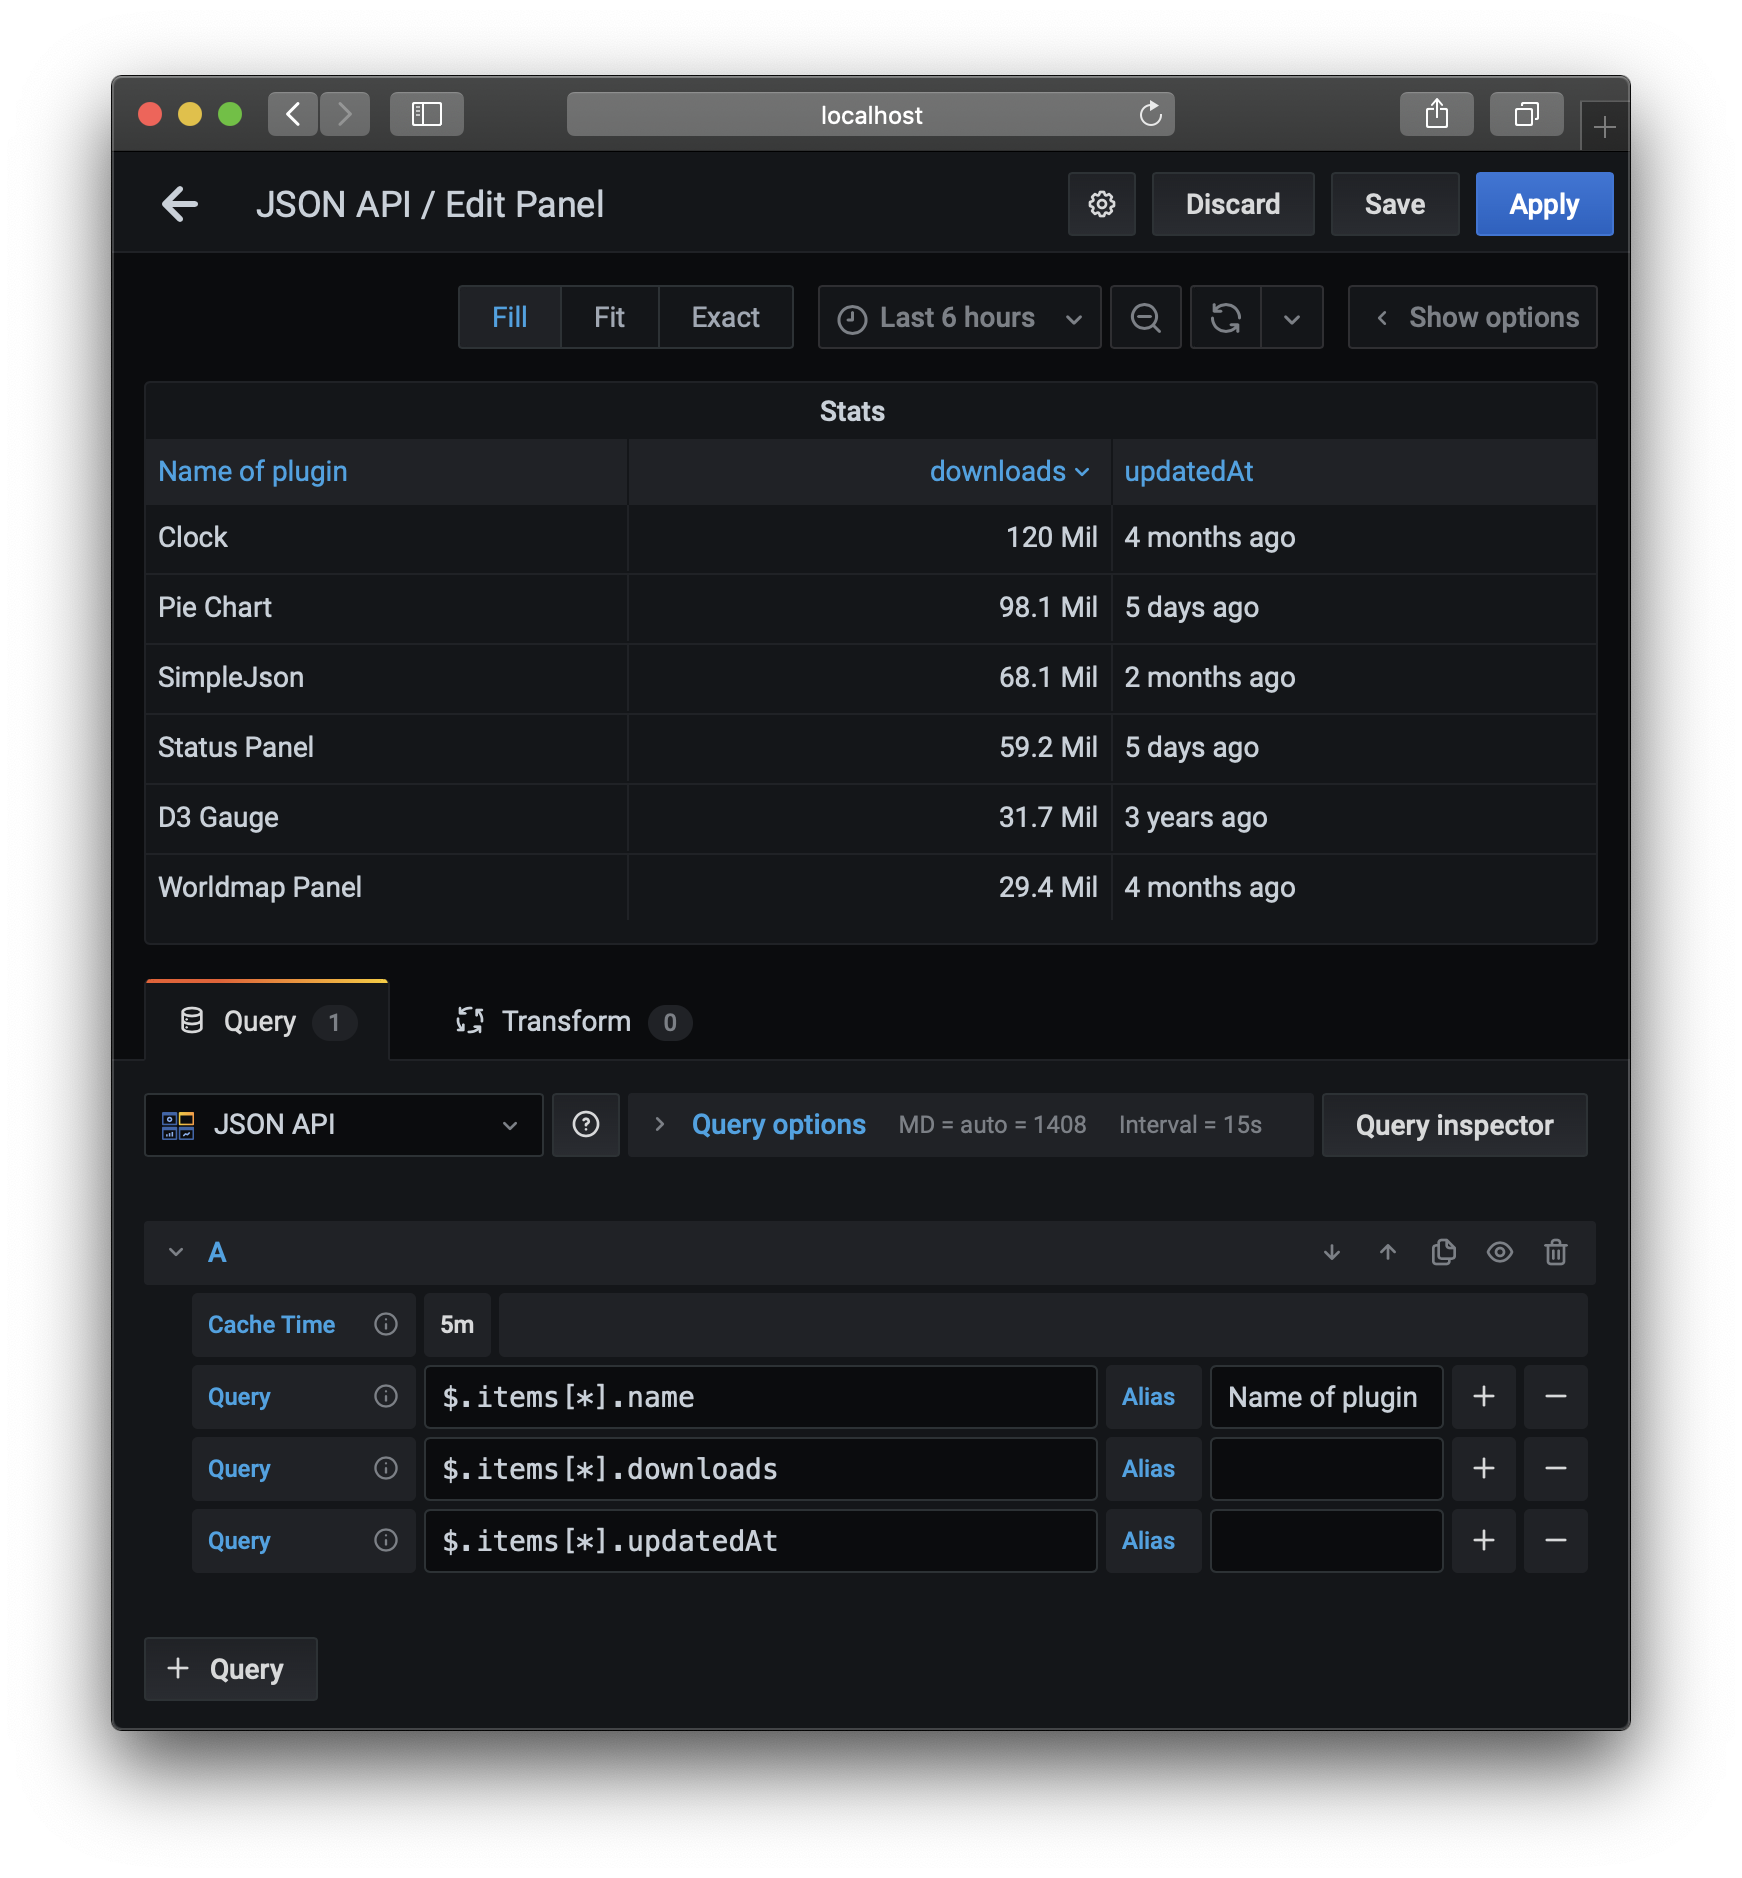 localhost
JSON API / Edit Panel Discard Save Apply
Fill Fit Exact Last 6 hours Show options
Stats
Name of plugin downloads updatedAt
Clock 120 Mil 4 months ago
Pie Chart 98.1 Mil 5 days ago
SimpleJson 68.1 Mil 2 months ago
Status Panel 59.2 Mil 5 days ago
D3 Gauge 31.7 Mil 3 years ago
Worldmap Panel 29.4 Mil 4 months ago
Query 1 Transform 0
JSON API Query options MD = auto = 1408 Interval = 15s Query inspector
A
Cache Time 5m
Query $.items[*].name Alias Name of plugin
Query $.items[*].downloads Alias
Query $.items[*].updatedAt Alias
+ Query